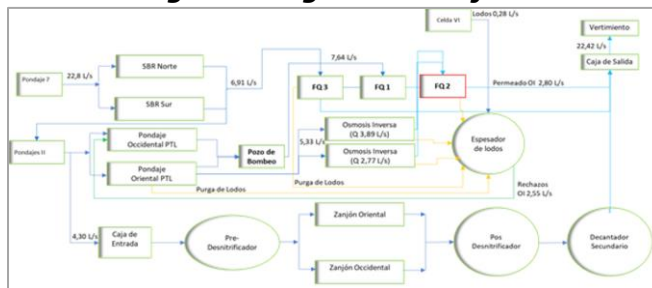 Lodos 0,28 L/s
Celda VI
Vertimiento
22,42 L/s
Caja de Salida
7,64 L/s
SBR Norte
22,8 L/s
Pondaje 7
6,91 L/s
SBR Sur
FQ 3
FQ 1
FQ 2
Permeado OI 2,80 L/s
Pondaje
Occidental PTL
Pondajes II
Pozo de
Bombeo
5,33 L/s
Osmosis Inversa
(Q 3,89 L/s)
Osmosis Inversa
(Q 2,77 L/s)
Espesador
de lodos
Pondaje
Oriental PTL
Purga de Lodos
Purga de Lodos
Rechazos
OI 2,55 L/s
4,30 L/s
Caja de
Entrada
Pre-
Desnitrificador
Zanjón Oriental
Zanjón Occidental
Pos
Desnitrificador
Decantador
Secundario